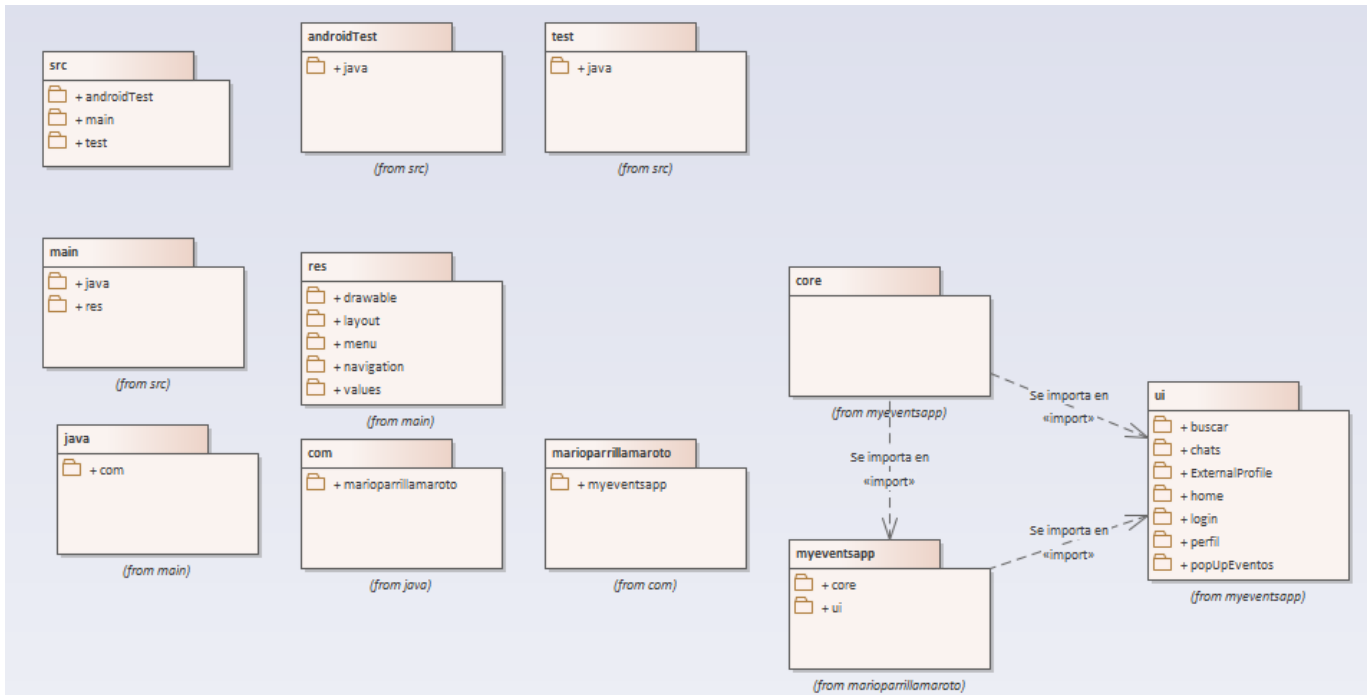 src
+ androidTest
+ main
+ test
androidTest
+ java
(from src)
test
+ java
(from src)
main
+ java
+ res
(from src)
res
+ drawable
+ layout
+ menu
+ navigation
+ values
(from main)
java
+ com
(from main)
com
+ marioparrillamaroto
(from java)
marioparrillamaroto
+ myeventsapp
(from com)
core
(from myeventsapp)
Se importa en
«import»
Se importa en
«import»
Se importa en
«import»
myeventsapp
+ core
+ ui
(from marioparrillamaroto)
ui
+ buscar
+ chats
+ ExternalProfile
+ home
+ login
+ perfil
+ popUpEventos
(from myeventsapp)